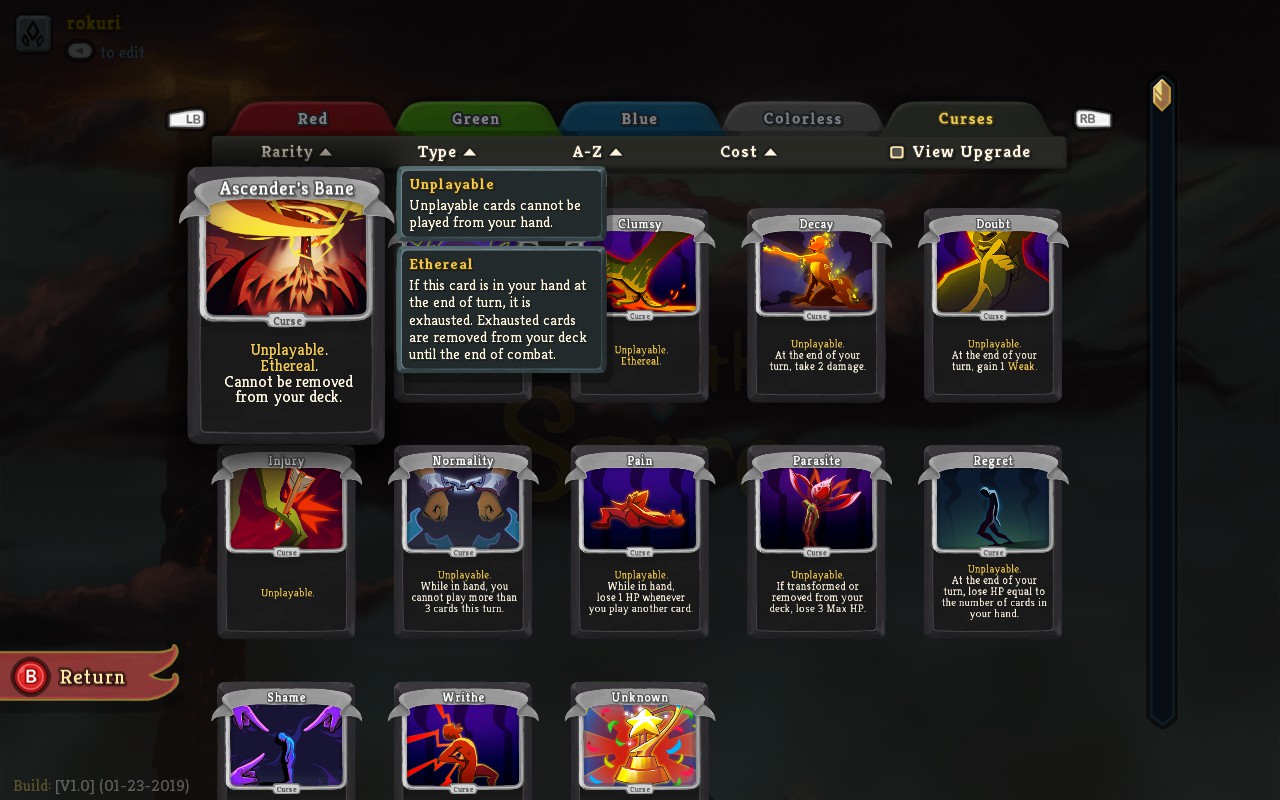 rokuri
to edit
LB
Red
Green
Blue
Colorless
Curses
RB
Rarity
Type
A-Z
Cost
View Upgrade
Ascender's Bane
Curse
Unplayable.
Ethereal.
Cannot be removed
from your deck.
Unplayable
Unplayable cards cannot be
played from your hand.
Ethereal
If this card is in your hand at
the end of turn, it is
exhausted. Exhausted cards
are removed from your deck
until the end of combat.
Clumsy
Curse
Unplayable.
Ethereal.
Decay
Curse
Unplayable.
At the end of your
turn, take 2 damage.
Doubt
Curse
Unplayable.
At the end of your
turn, gain 1 Weak.
Injury
Curse
Unplayable.
Normality
Curse
Unplayable.
While in hand, you
cannot play more than
3 cards this turn.
Pain
Curse
Unplayable.
While in hand,
lose 1 HP whenever
you play another card.
Parasite
Curse
Unplayable.
If transformed or
removed from your
deck, lose 3 Max HP.
Regret
Curse
Unplayable.
At the end of your
turn, lose HP equal to
the number of cards in
your hand.
B Return
Shame
Curse
Writhe
Curse
Unknown
Curse
Build: [V1.0] (01-23-2019)